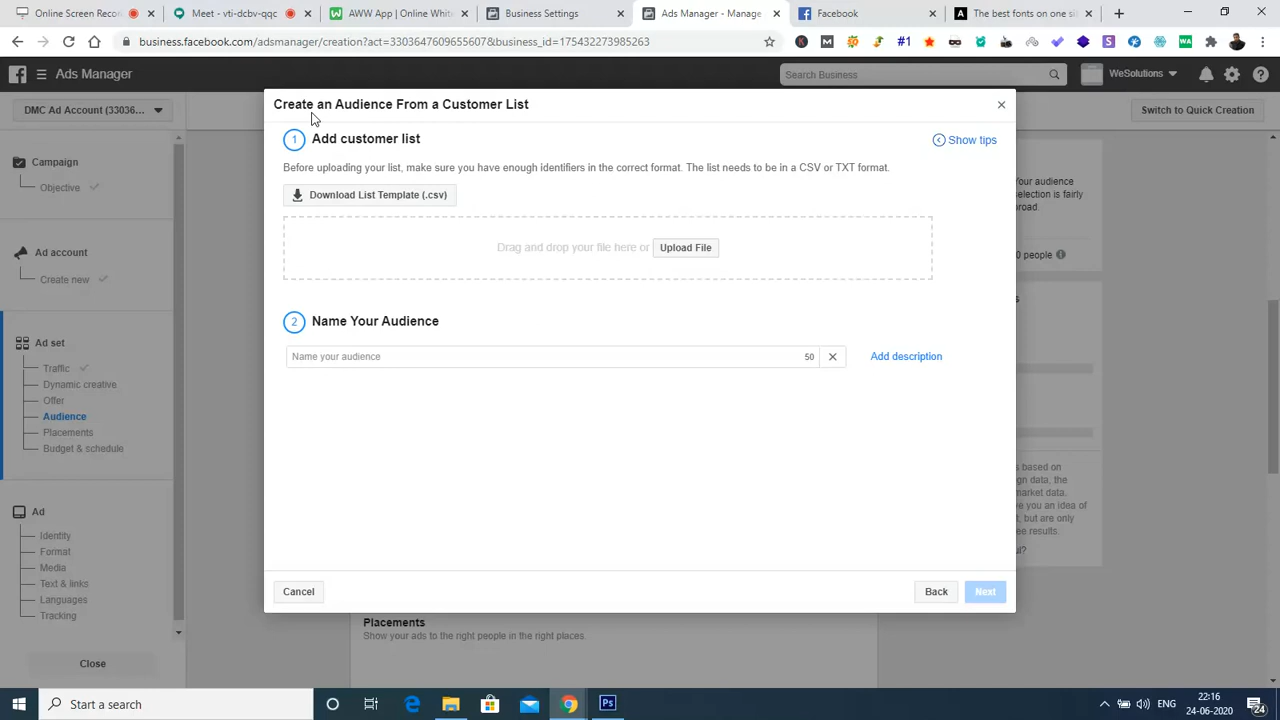 Online Screen Reco
Meet - vti-dcbv-qqc
AWW App | Online Whitebo
Business Settings
Ads Manager - Manage
Facebook
The best fonts on one si
business.facebook.com/adsmanager/creation?act=3303647609655607&business_id=175432273985263
#1
Ads Manager
Search Business
WeSolutions
DMC Ad Account (33036...
Switch to Quick Creation
Create an Audience From a Customer List
1 Add customer list
Show tips
Before uploading your list, make sure you have enough identifiers in the correct format. The list needs to be in a CSV or TXT format.
Download List Template (.csv)
Drag and drop your file here or Upload File
2 Name Your Audience
Name your audience 50
Add description
Cancel
Back
Next
Campaign
Objective
Ad account
Create new
Ad set
Traffic
Dynamic creative
Offer
Audience
Placements
Budget & schedule
Ad
Identity
Format
Media
Text & links
Languages
Tracking
Close
Your audience
selection is fairly
broad.
0 people
s based on
gn data, the
market data.
e you an idea of
t, but are only
ee results.
ul?
Placements
Show your ads to the right people in the right places.
Start a search
Ps
ENG
22:16
24-06-2020
24